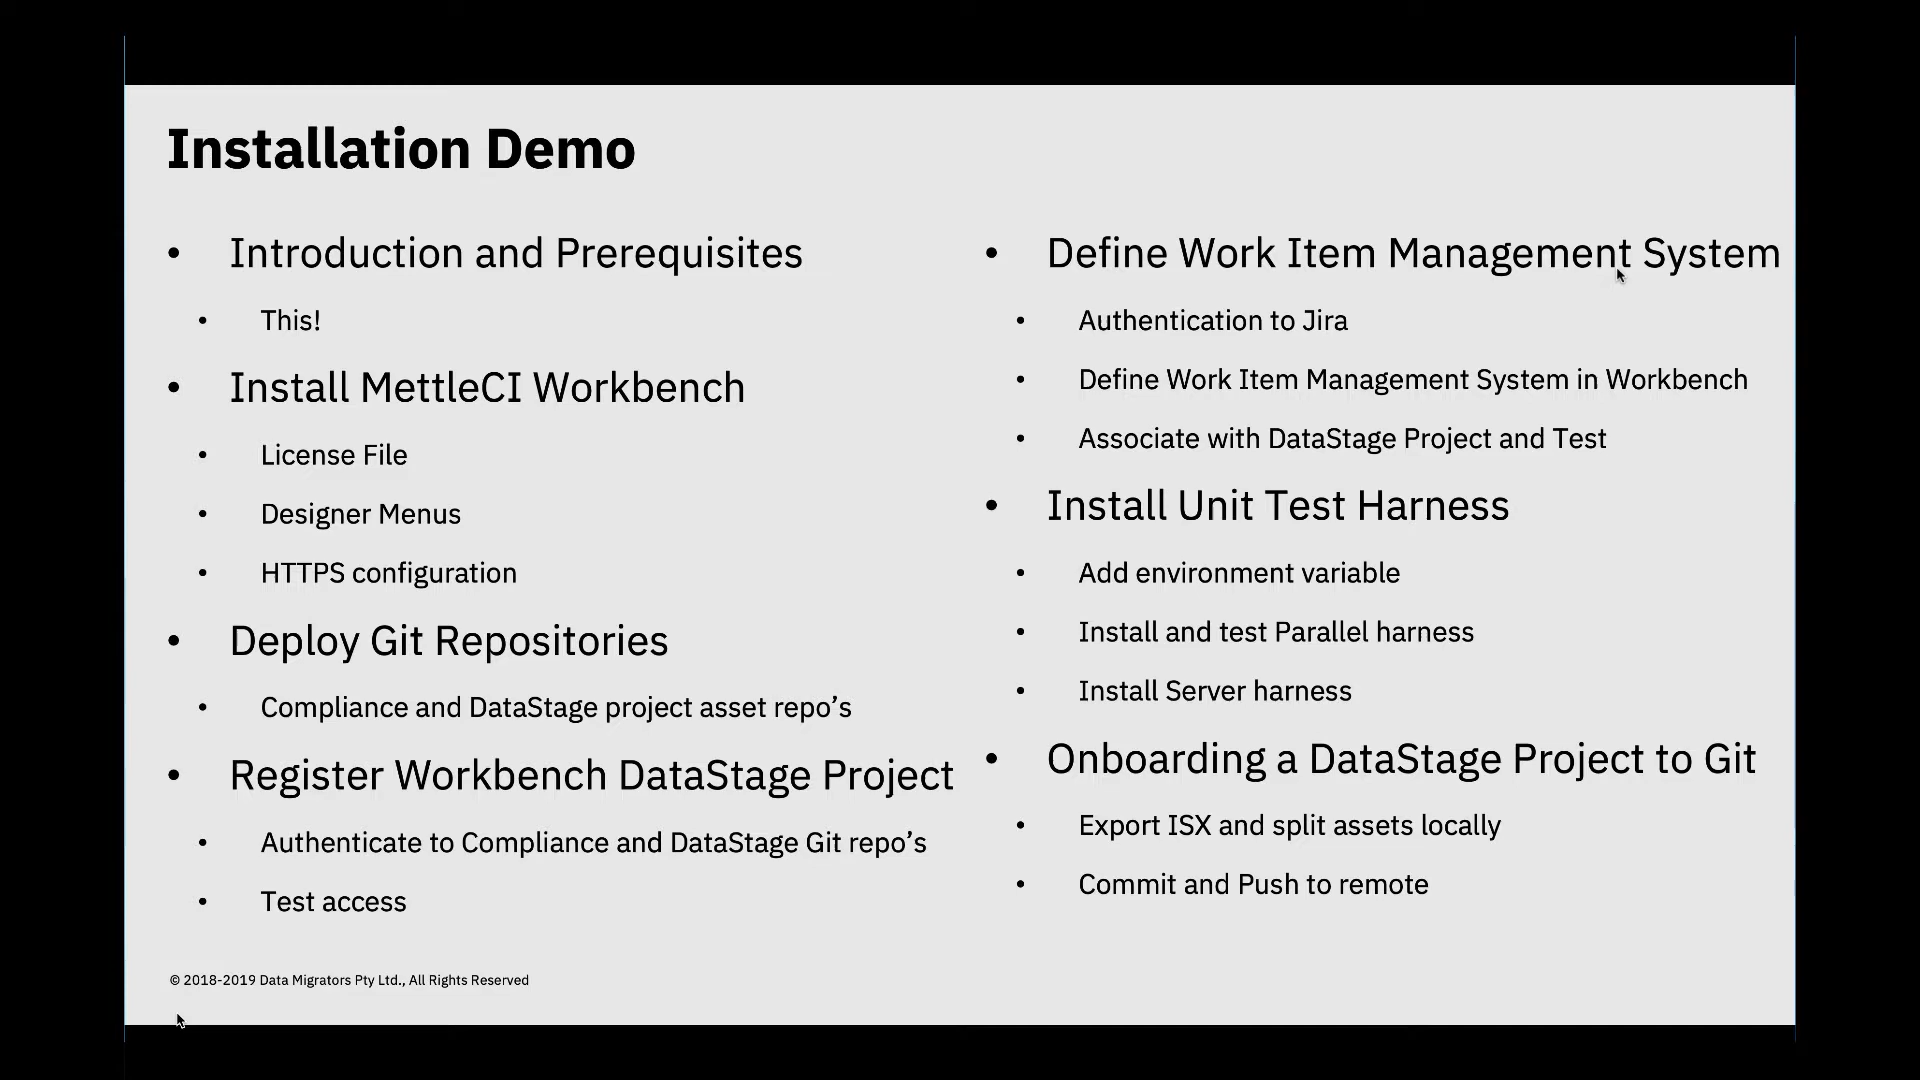 Installation Demo
• Introduction and Prerequisites
• This!
• Install MettleCI Workbench
• License File
• Designer Menus
• HTTPS configuration
• Deploy Git Repositories
• Compliance and DataStage project asset repo’s
• Register Workbench DataStage Project
• Authenticate to Compliance and DataStage Git repo’s
• Test access
• Define Work Item Management System
• Authentication to Jira
• Define Work Item Management System in Workbench
• Associate with DataStage Project and Test
• Install Unit Test Harness
• Add environment variable
• Install and test Parallel harness
• Install Server harness
• Onboarding a DataStage Project to Git
• Export ISX and split assets locally
• Commit and Push to remote
© 2018-2019 Data Migrators Pty Ltd., All Rights Reserved